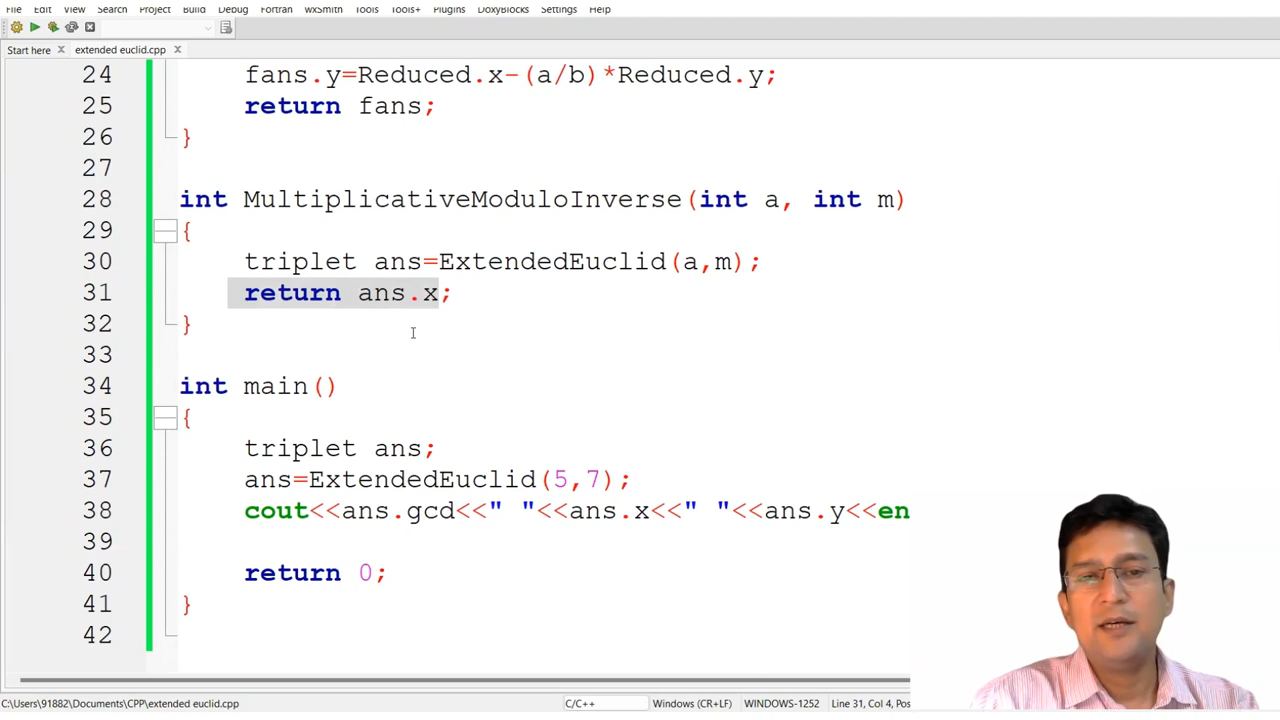 File Edit View Search Project Build Debug Fortran wxSmith Tools Tools+ Plugins DoxyBlocks Settings Help
Start here extended euclid.cpp
24 fans.y=Reduced.x-(a/b)*Reduced.y;
25 return fans;
26 }
27
28 int MultiplicativeModuloInverse(int a, int m)
29 {
30 triplet ans=ExtendedEuclid(a,m);
31 return ans.x;
32 }
33
34 int main()
35 {
36 triplet ans;
37 ans=ExtendedEuclid(5,7);
38 cout<<ans.gcd<<" "<<ans.x<<" "<<ans.y<<en
39
40 return 0;
41 }
42
C:\Users\91882\Documents\CPP\extended euclid.cpp C/C++ Windows (CR+LF) WINDOWS-1252 Line 31, Col 4, Pos